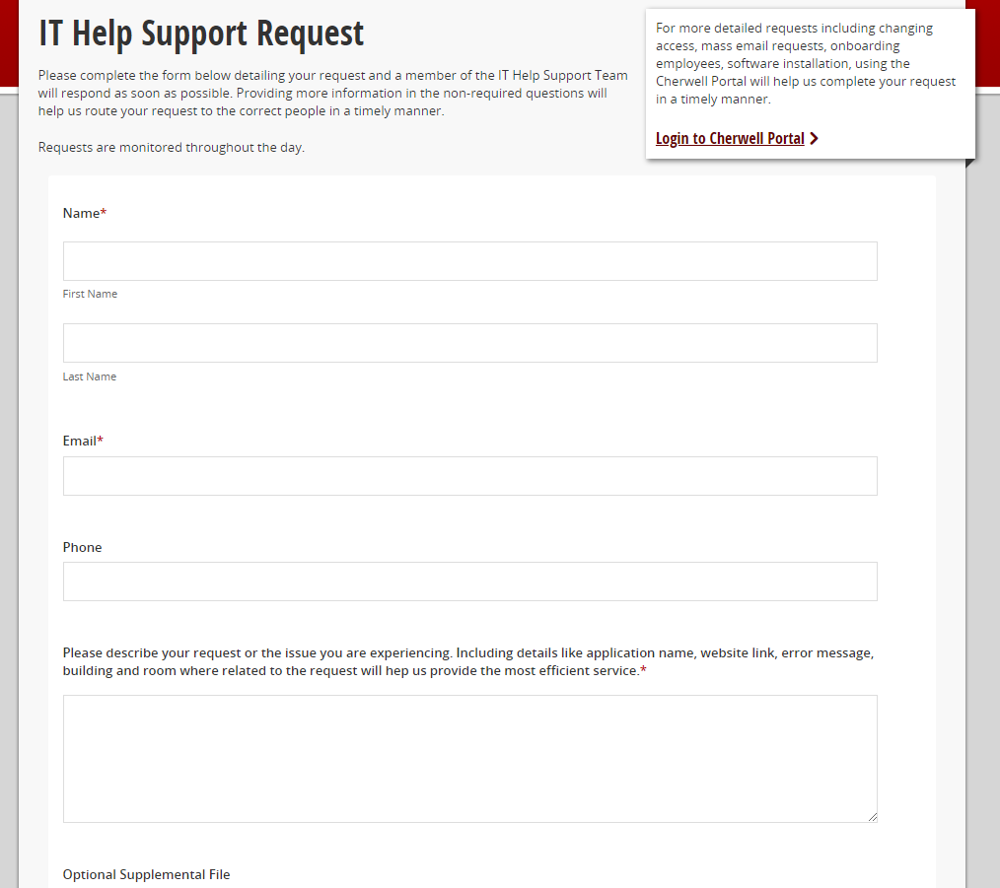 IT Help Support Request
Please complete the form below detailing your request and a member of the IT Help Support Team
will respond as soon as possible. Providing more information in the non-required questions will
help us route your request to the correct people in a timely manner.
Requests are monitored throughout the day.
For more detailed requests including changing
access, mass email requests, onboarding
employees, software installation, using the
Cherwell Portal will help us complete your request
in a timely manner.
Login to Cherwell Portal
Name*
First Name
Last Name
Email*
Phone
Please describe your request or the issue you are experiencing. Including details like application name, website link, error message,
building and room where related to the request will hep us provide the most efficient service.*
Optional Supplemental File